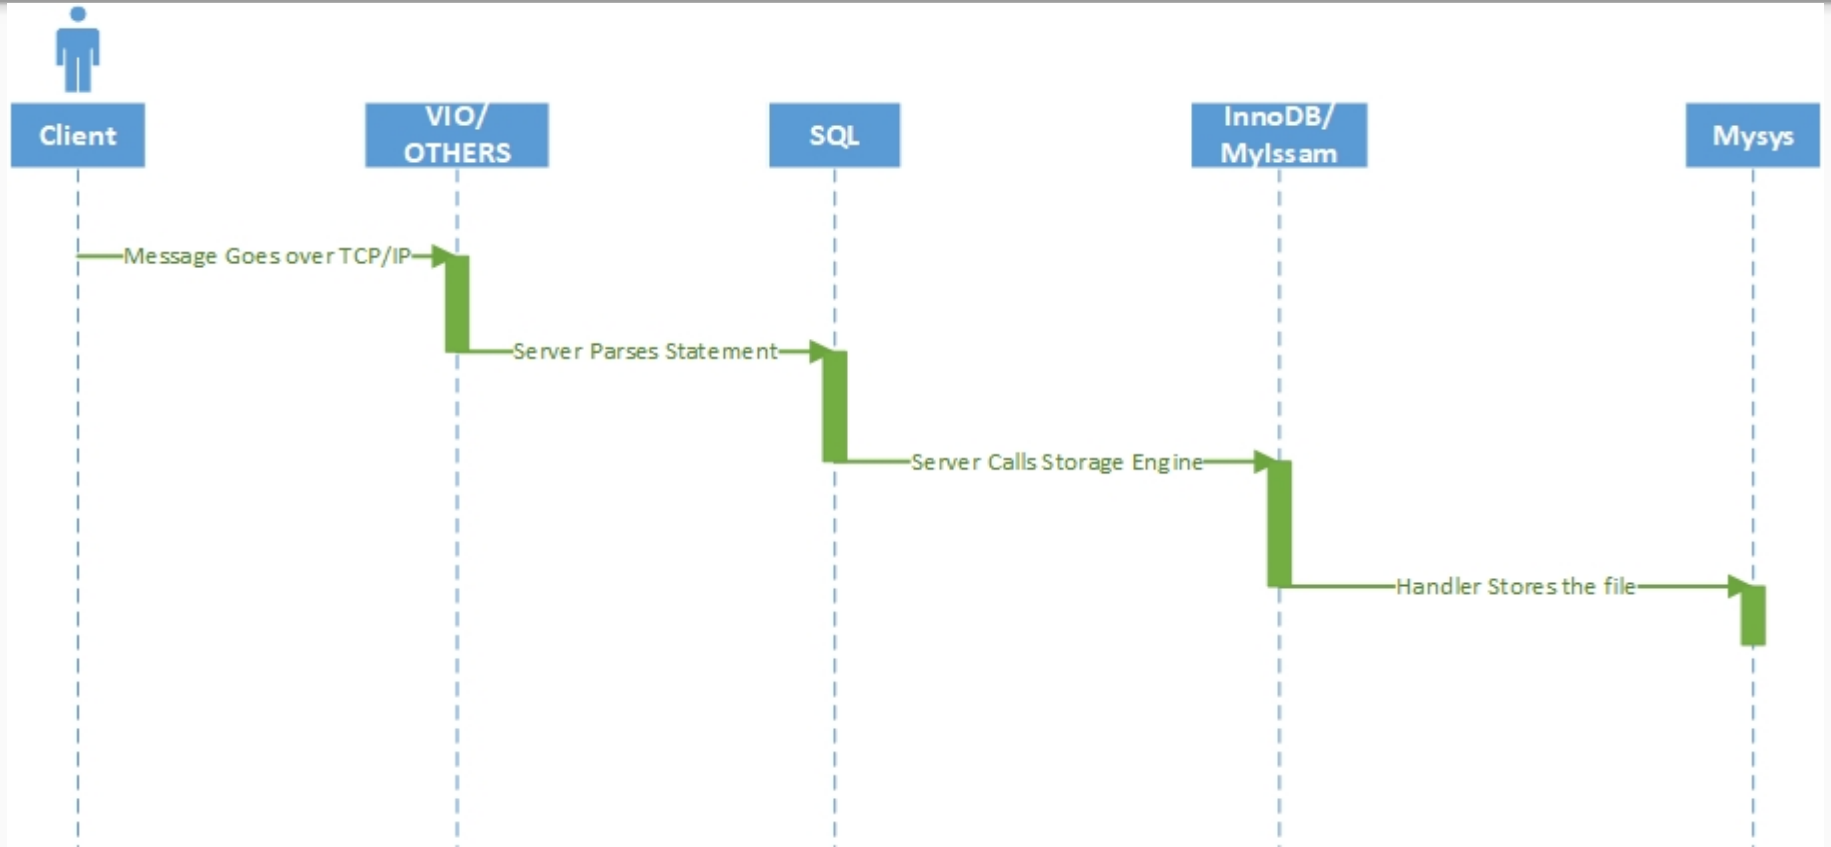 Client
VIO/
OTHERS
SQL
InnoDB/
MyIssam
Mysys
Message Goes over TCP/IP
Server Parses Statement
Server Calls Storage Engine
Handler Stores the file